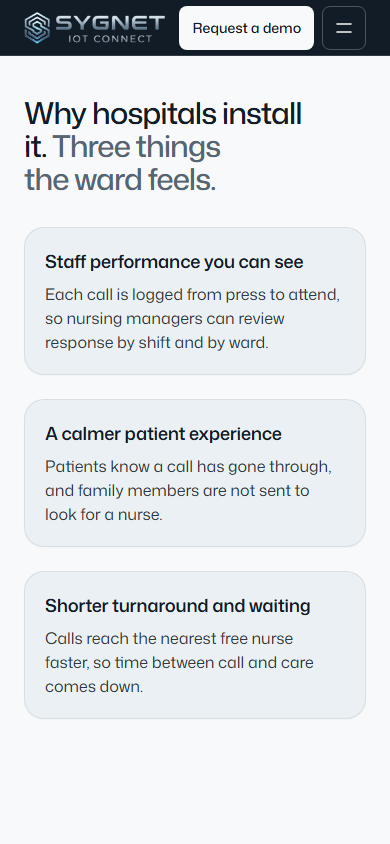 SYGNET
IOT CONNECT
Request a demo
Why hospitals install
it. Three things
the ward feels.
Staff performance you can see
Each call is logged from press to attend,
so nursing managers can review
response by shift and by ward.
A calmer patient experience
Patients know a call has gone through,
and family members are not sent to
look for a nurse.
Shorter turnaround and waiting
Calls reach the nearest free nurse
faster, so time between call and care
comes down.